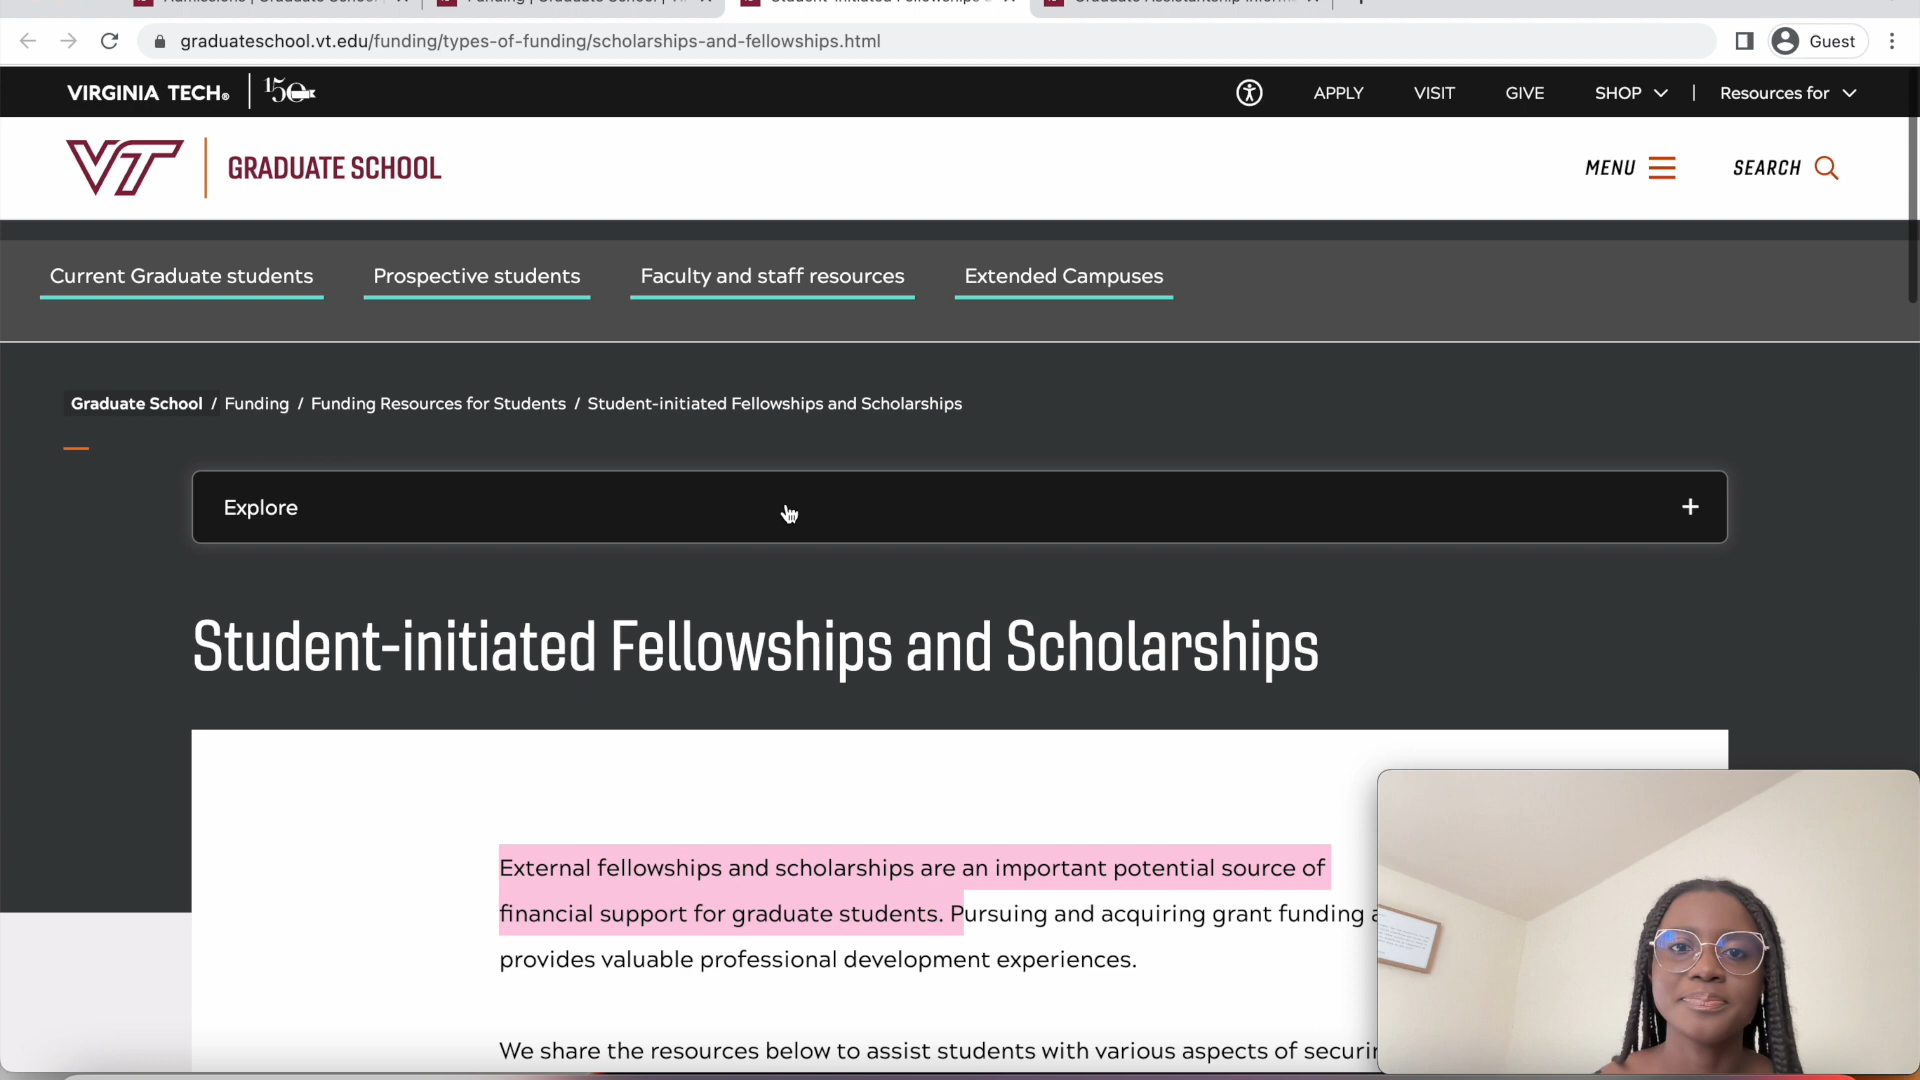 graduateschool.vt.edu/funding/types-of-funding/scholarships-and-fellowships.html
Guest
VIRGINIA TECH®
150
APPLY
VISIT
GIVE
SHOP
Resources for
VT
GRADUATE SCHOOL
MENU
SEARCH
Current Graduate students
Prospective students
Faculty and staff resources
Extended Campuses
Graduate School / Funding / Funding Resources for Students / Student-initiated Fellowships and Scholarships
Explore
Student-initiated Fellowships and Scholarships
External fellowships and scholarships are an important potential source of
financial support for graduate students. Pursuing and acquiring grant funding
provides valuable professional development experiences.
We share the resources below to assist students with various aspects of